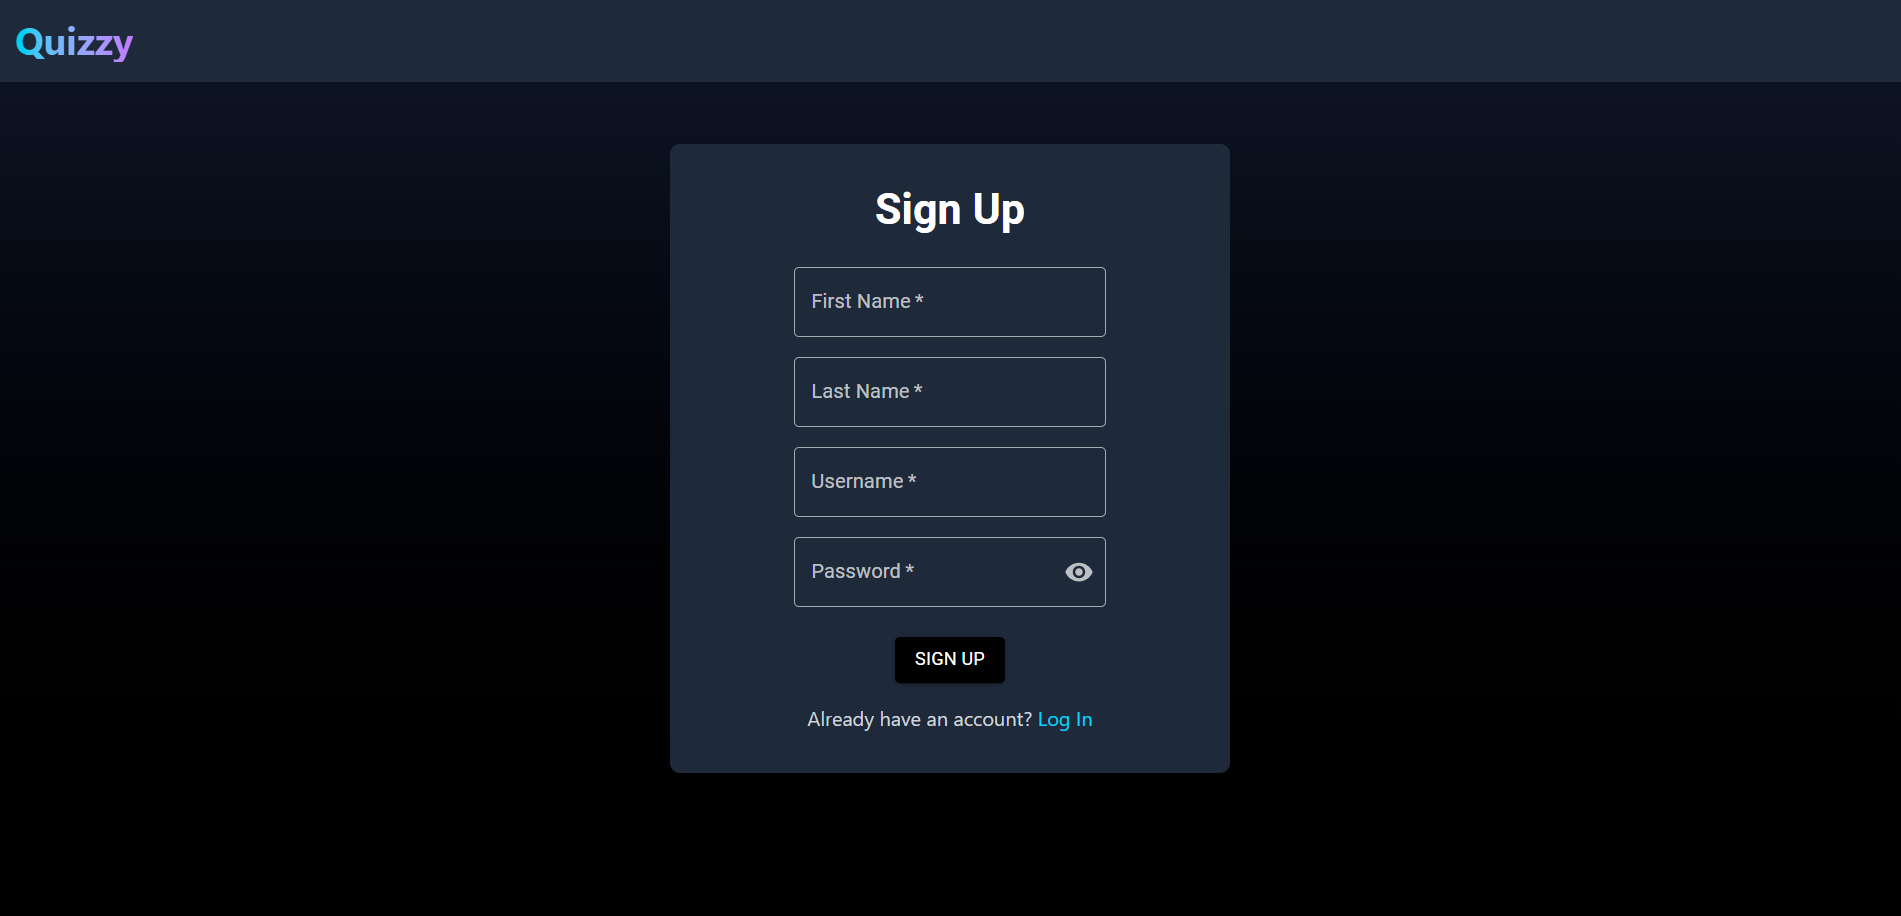 Quizzy
Sign Up
First Name *
Last Name *
Username *
Password *
SIGN UP
Already have an account? Log In